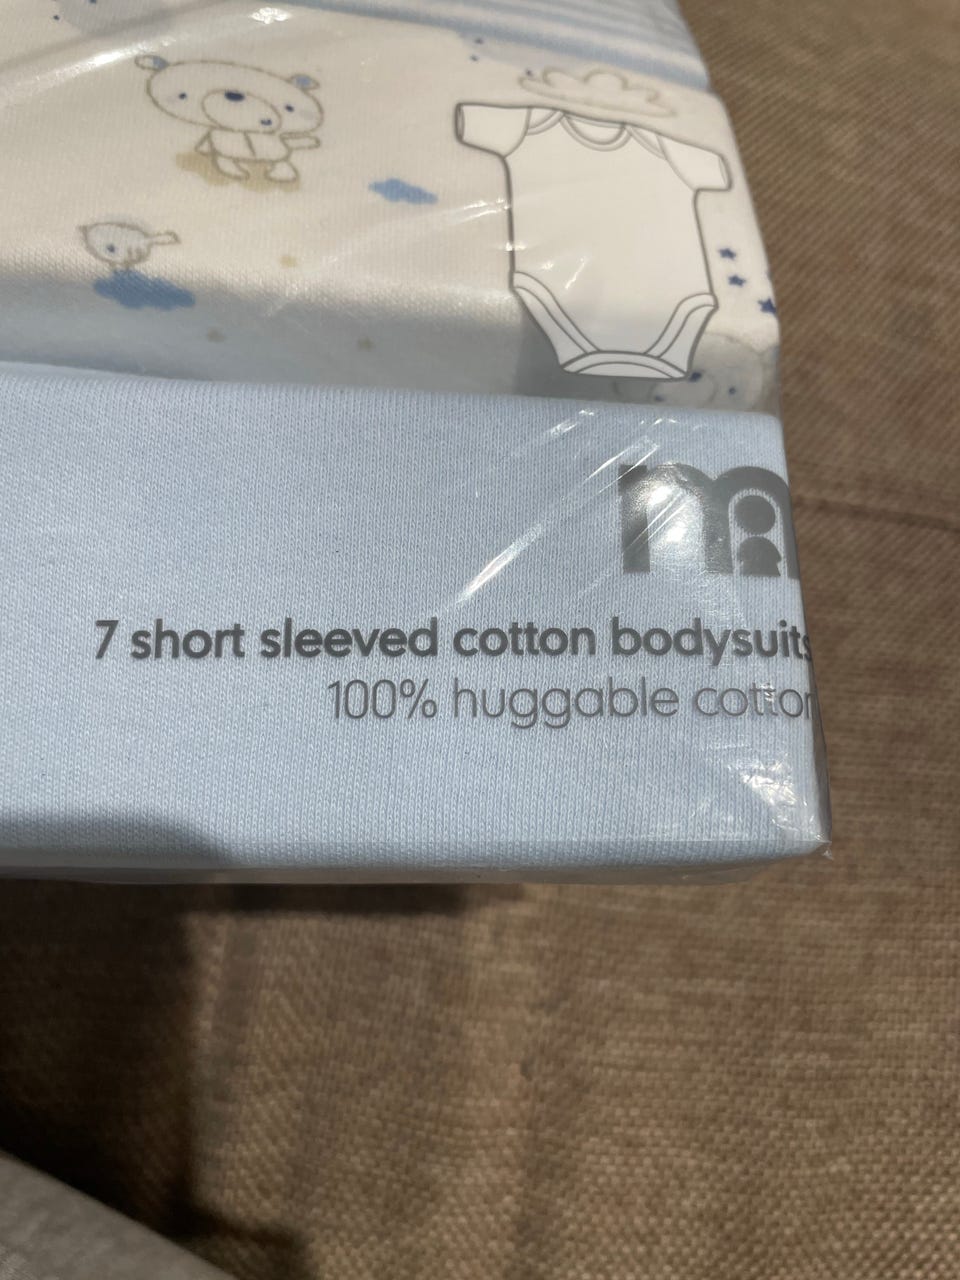 7 short sleeved cotton bodysuits
100% huggable cotton